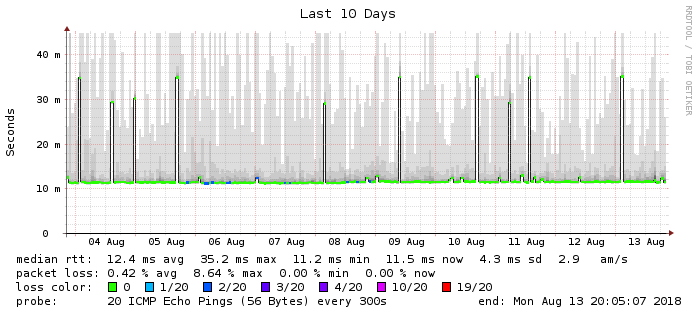 Last 10 Days
RRDTOOL / TOBI OETIKER
Seconds
40 m
30 m
20 m
10 m
0
04 Aug 05 Aug 06 Aug 07 Aug 08 Aug 09 Aug 10 Aug 11 Aug 12 Aug 13 Aug
median rtt: 12.4 ms avg 35.2 ms max 11.2 ms min 11.5 ms now 4.3 ms sd 2.9 am/s
packet loss: 0.42 % avg 8.64 % max 0.00 % min 0.00 % now
loss color: 0 1/20 2/20 3/20 4/20 10/20 19/20
probe: 20 ICMP Echo Pings (56 Bytes) every 300s end: Mon Aug 13 20:05:07 2018